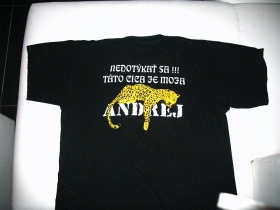 NEDOTÝKAŤ SA !!!
TÁTO CICA JE MOJA
ANDREJ